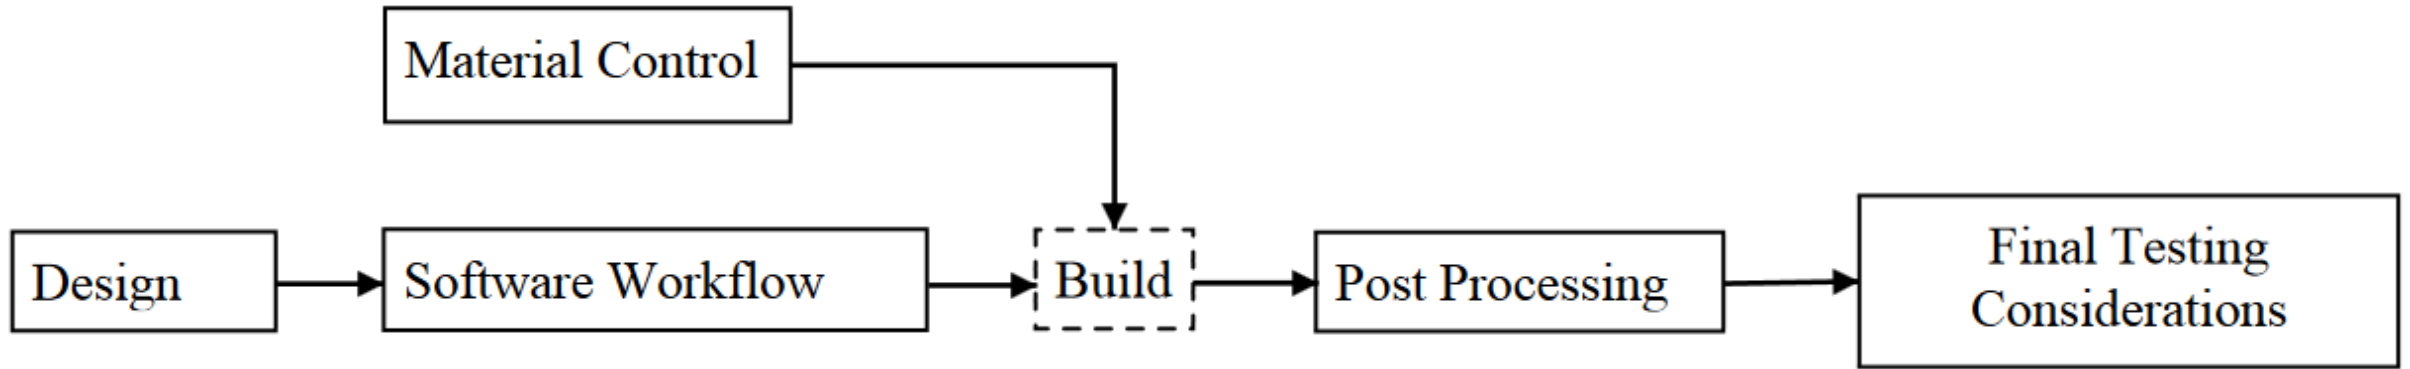 Material Control
Design
Software Workflow
Build
Post Processing
Final Testing
Considerations